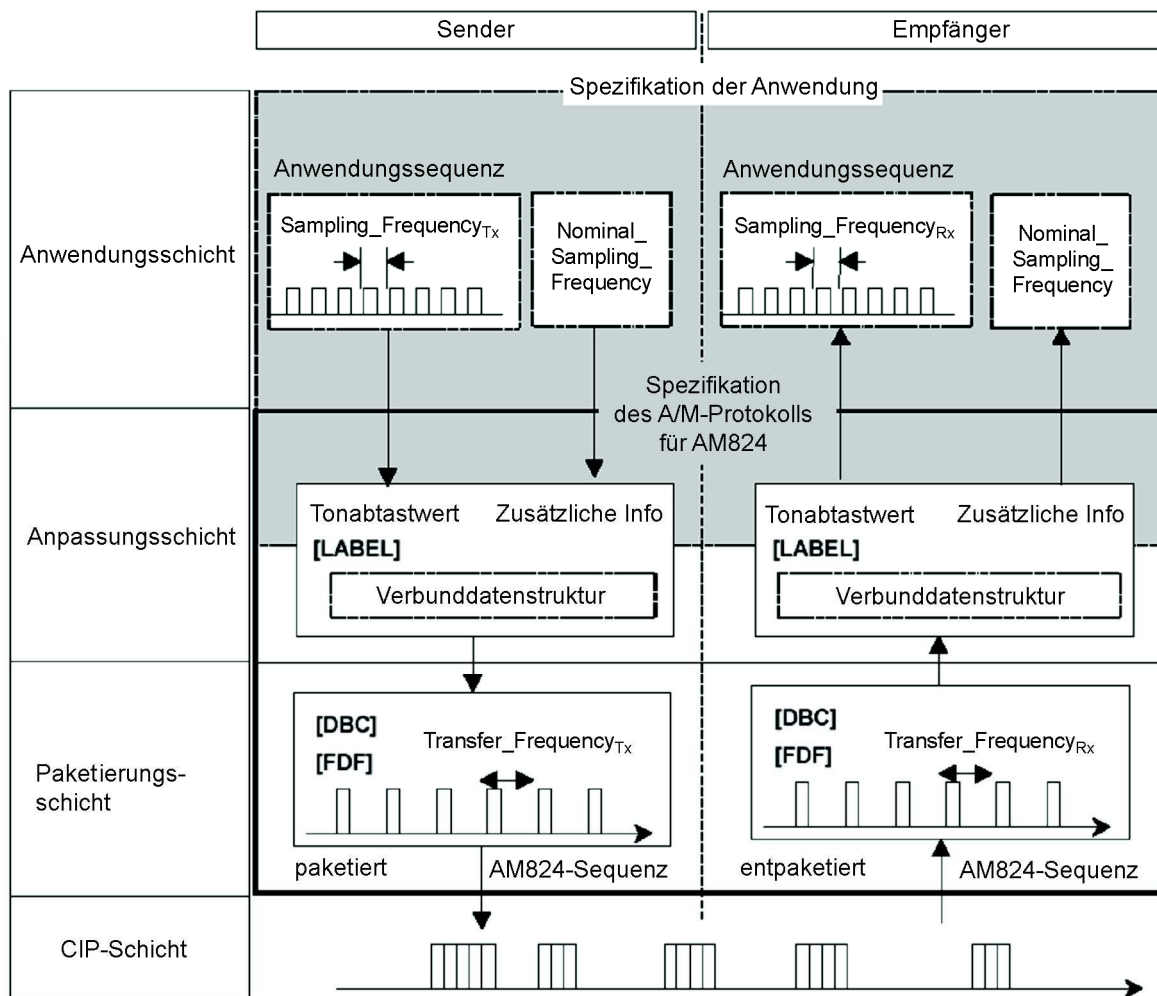 Sender
Empfänger
Spezifikation der Anwendung
Anwendungsschicht
Anwendungssequenz
Sampling_FrequencyTx
Nominal_
Sampling_
Frequency
Anwendungssequenz
Sampling_FrequencyRx
Nominal_
Sampling_
Frequency
Spezifikation
des A/M-Protokolls
für AM824
Anpassungsschicht
Tonabtastwert
Zusätzliche Info
[LABEL]
Verbunddatenstruktur
Tonabtastwert
Zusätzliche Info
[LABEL]
Verbunddatenstruktur
Paketierungs-
schicht
[DBC]
[FDF]
Transfer_FrequencyTx
paketiert
AM824-Sequenz
[DBC]
[FDF]
Transfer_FrequencyRx
entpaketiert
AM824-Sequenz
CIP-Schicht